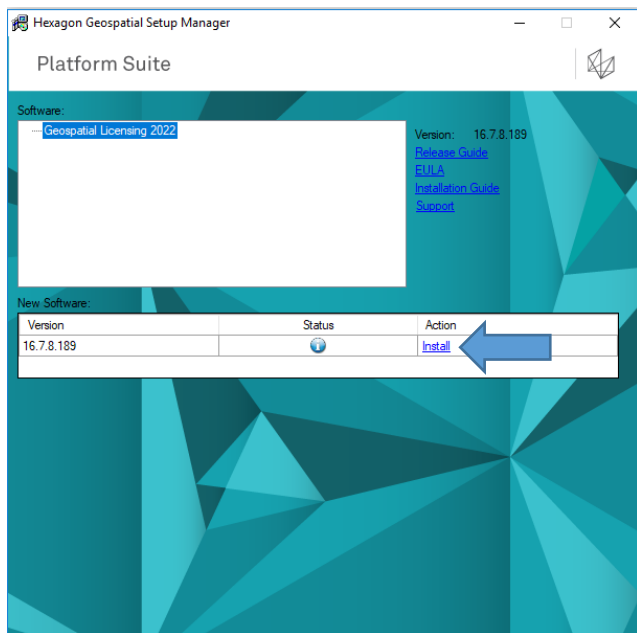 Hexagon Geospatial Setup Manager
Platform Suite
Software:
Geospatial Licensing 2022
Version: 16.7.8.189
Release Guide
EULA
Installation Guide
Support
New Software:
Version Status Action
16.7.8.189 Install